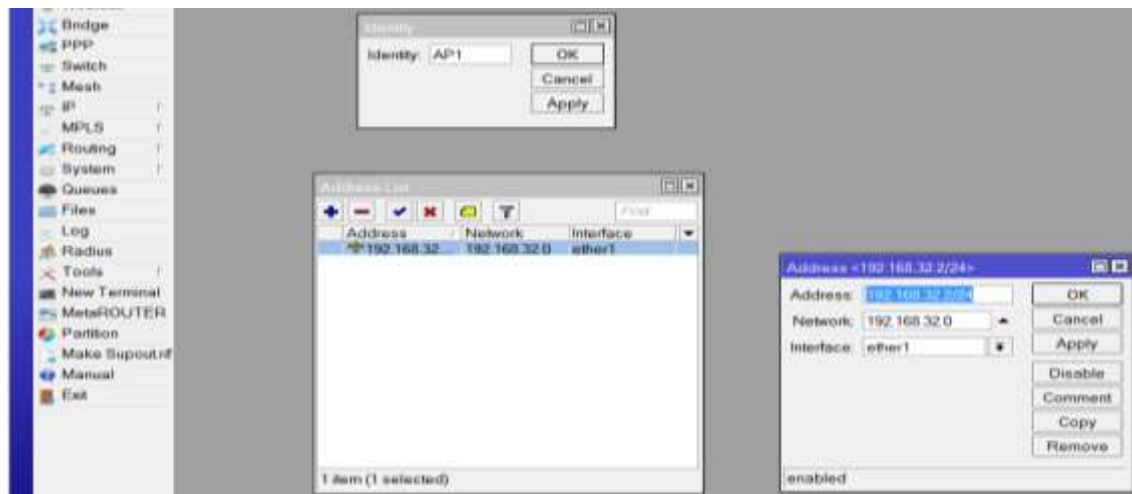 Bridge
PPP
Switch
Mesh
IP
MPLS
Routing
System
Queues
Files
Log
Radius
Tools
New Terminal
MetaROUTER
Partition
Make Supout.rif
Manual
Exit
Identity
Identity: AP1
OK
Cancel
Apply
Address List
Find
Address Network Interface
192.168.32... 192.168.32.0 ether1
1 item (1 selected)
Address <192.168.32.2/24>
Address: 192.168.32.2/24
Network: 192.168.32.0
Interface: ether1
OK
Cancel
Apply
Disable
Comment
Copy
Remove
enabled